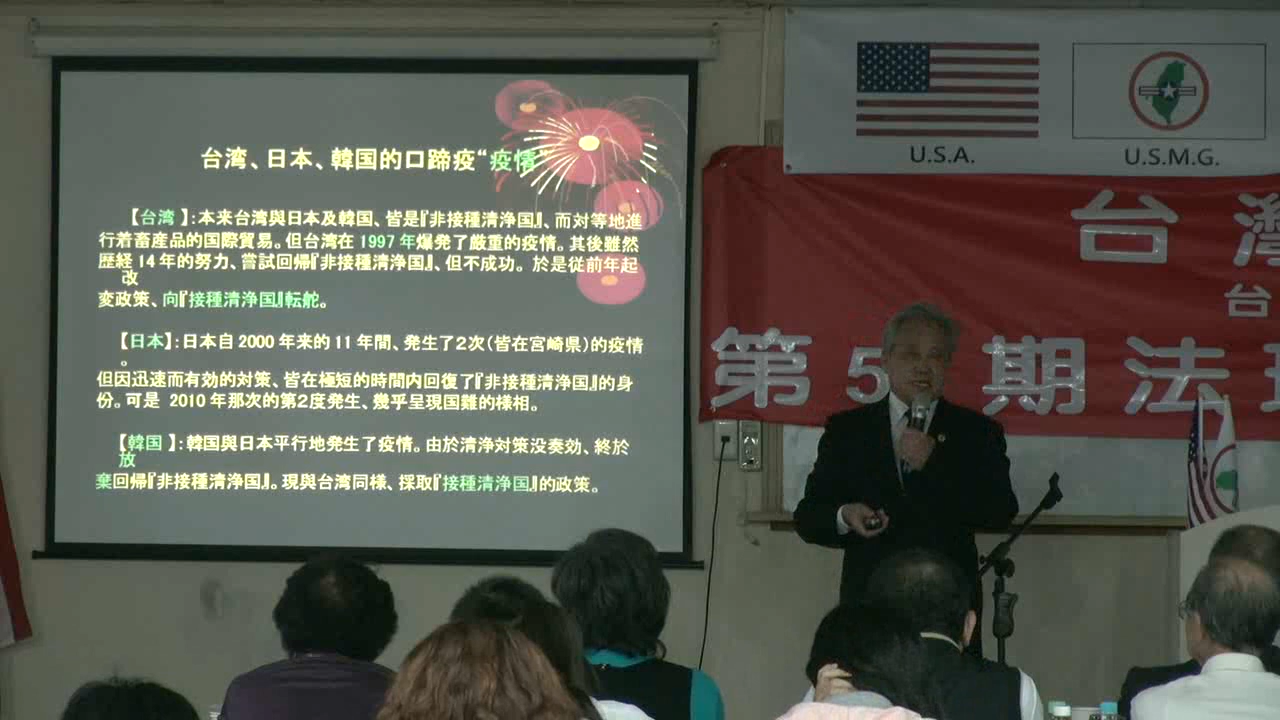 台湾、日本、韓国的口蹄疫“疫情”
【台湾】：本来台湾與日本及韓国、皆是『非接種清浄国』、而対等地進
行着畜産品的国際貿易。但台湾在 1997 年爆発了厳重的疫情。其後雖然
歴経 14 年的努力、嘗試回帰『非接種清浄国』、但不成功。於是従前年起
改
変政策、向『接種清浄国』転舵。
【日本】：日本自 2000 年来的 11 年間、発生了２次（皆在宮崎県）的疫情
。
但因迅速而有効的対策、皆在極短的時間内回復了『非接種清浄国』的身
份。可是 2010 年那次的第２度発生、幾乎呈現国難的様相。
【韓国】：韓国與日本平行地発生了疫情。由於清浄対策没奏効、終於
放
棄回帰『非接種清浄国』。現與台湾同様、採取『接種清浄国』的政策。
U.S.A.
U.S.M.G.
台 灣
台
第 5 期 法